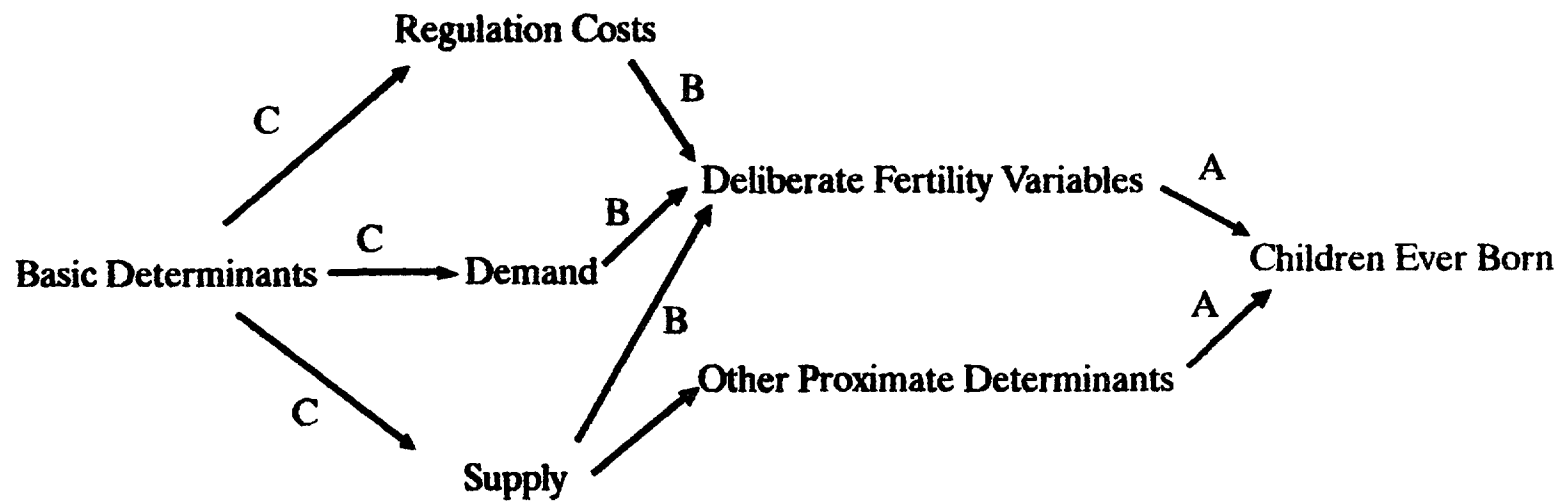 Regulation Costs
C
B
Deliberate Fertility Variables
A
B
C
Basic Determinants
Demand
Children Ever Born
B
A
Other Proximate Determinants
C
Supply